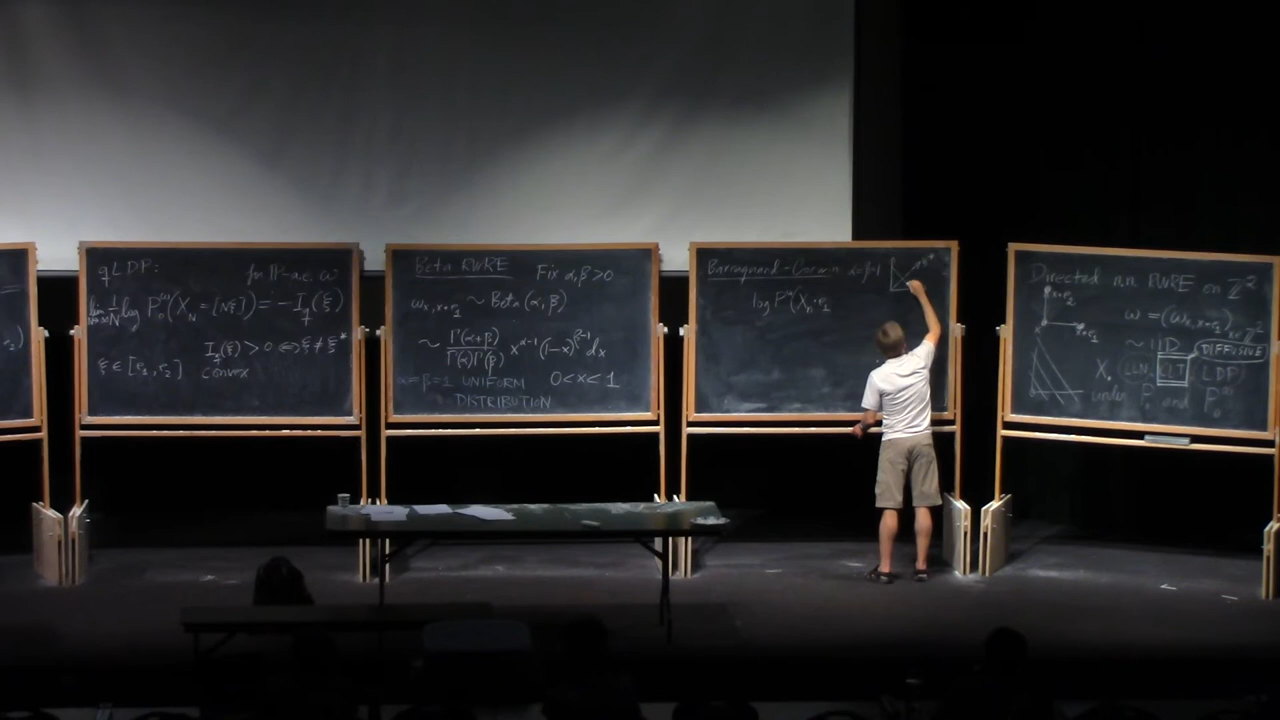 qLDP: for P-a.e. ω
lim 1/N log P₀^ω(X_N = [Nξ]) = -I_q(ξ)
I_q(ξ) > 0 ⇔ ξ ≠ ξ*
ξ ∈ [e₁, e₂] convex
Beta RWRE Fix α, β > 0
ω_{x,x+e₁} ~ Beta(α, β)
~ Γ(α+β)/Γ(α)Γ(β) x^{α-1}(1-x)^{β-1} dx
α = β = 1 UNIFORM 0 < x < 1
DISTRIBUTION
Barraquand-Corwin α=β=1
log P^ω(X_n · e₁
Directed n.n. RWRE on ℤ²
x+e₂
ω = (ω_{x,x+e₁})_{x∈ℤ²}
x x+e₁
~ IID DIFFUSIVE
X. LLN. CLT LDP
under P₀ and P₀^ω